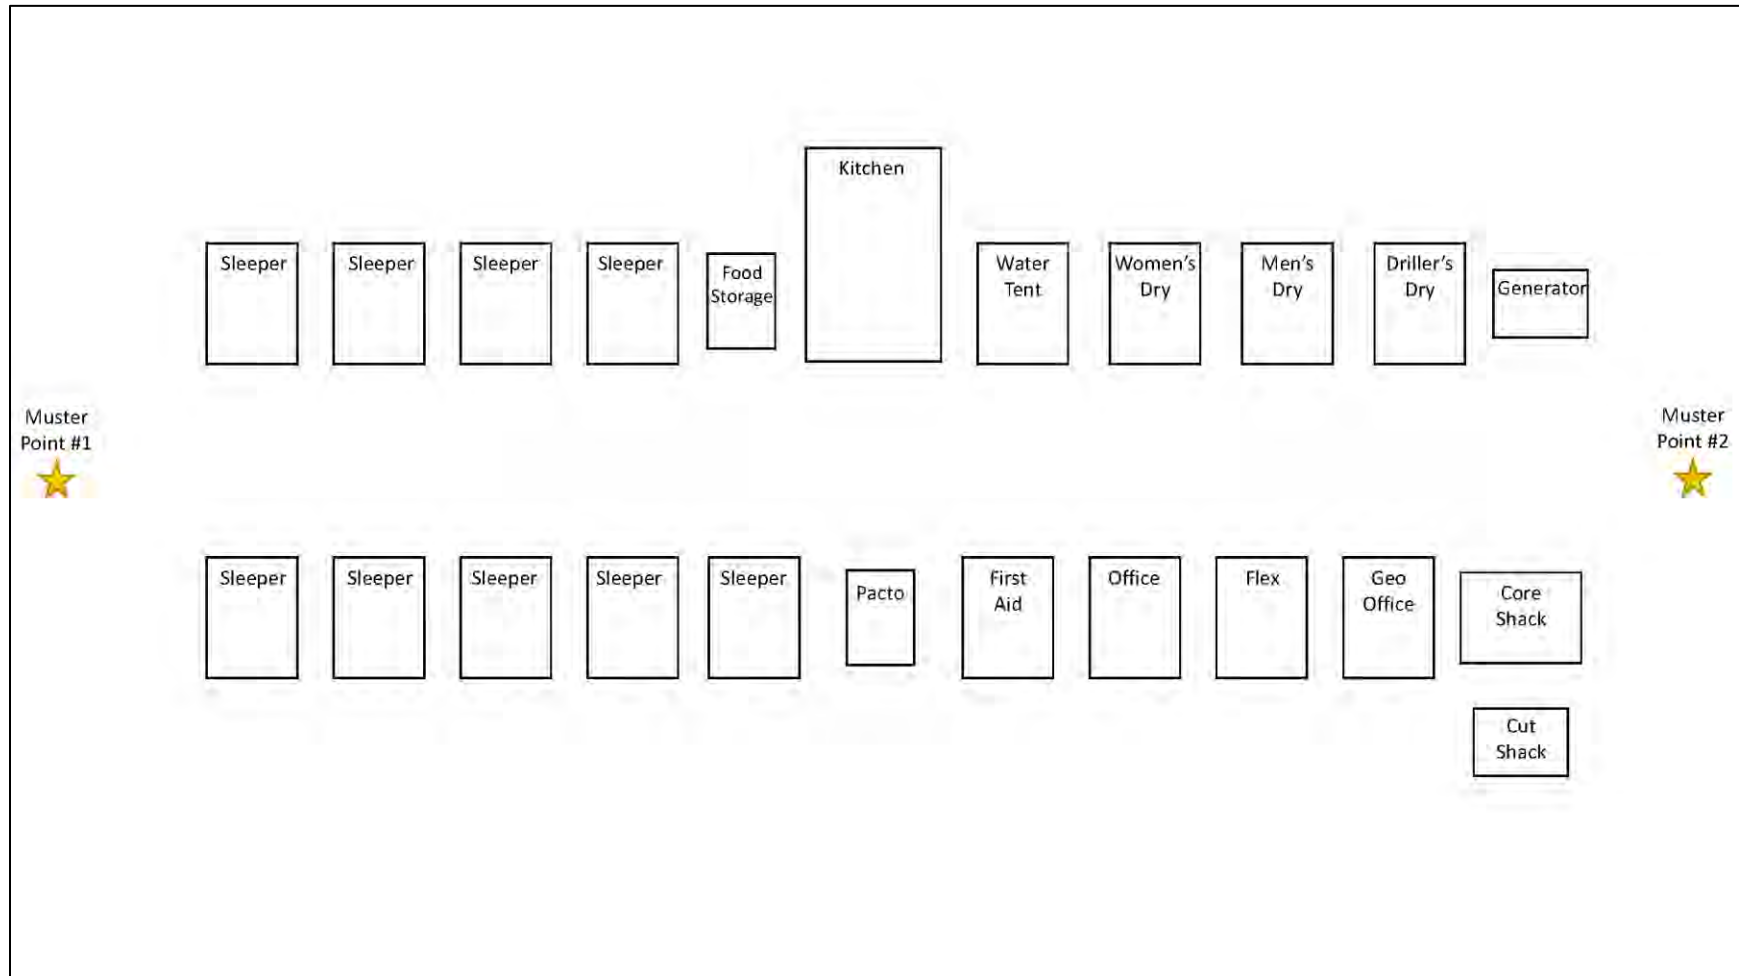 Kitchen
Sleeper
Sleeper
Sleeper
Sleeper
Food
Storage
Water
Tent
Women's
Dry
Men's
Dry
Driller's
Dry
Generator
Muster
Point #1
Muster
Point #2
Sleeper
Sleeper
Sleeper
Sleeper
Sleeper
Pacto
First
Aid
Office
Flex
Geo
Office
Core
Shack
Cut
Shack